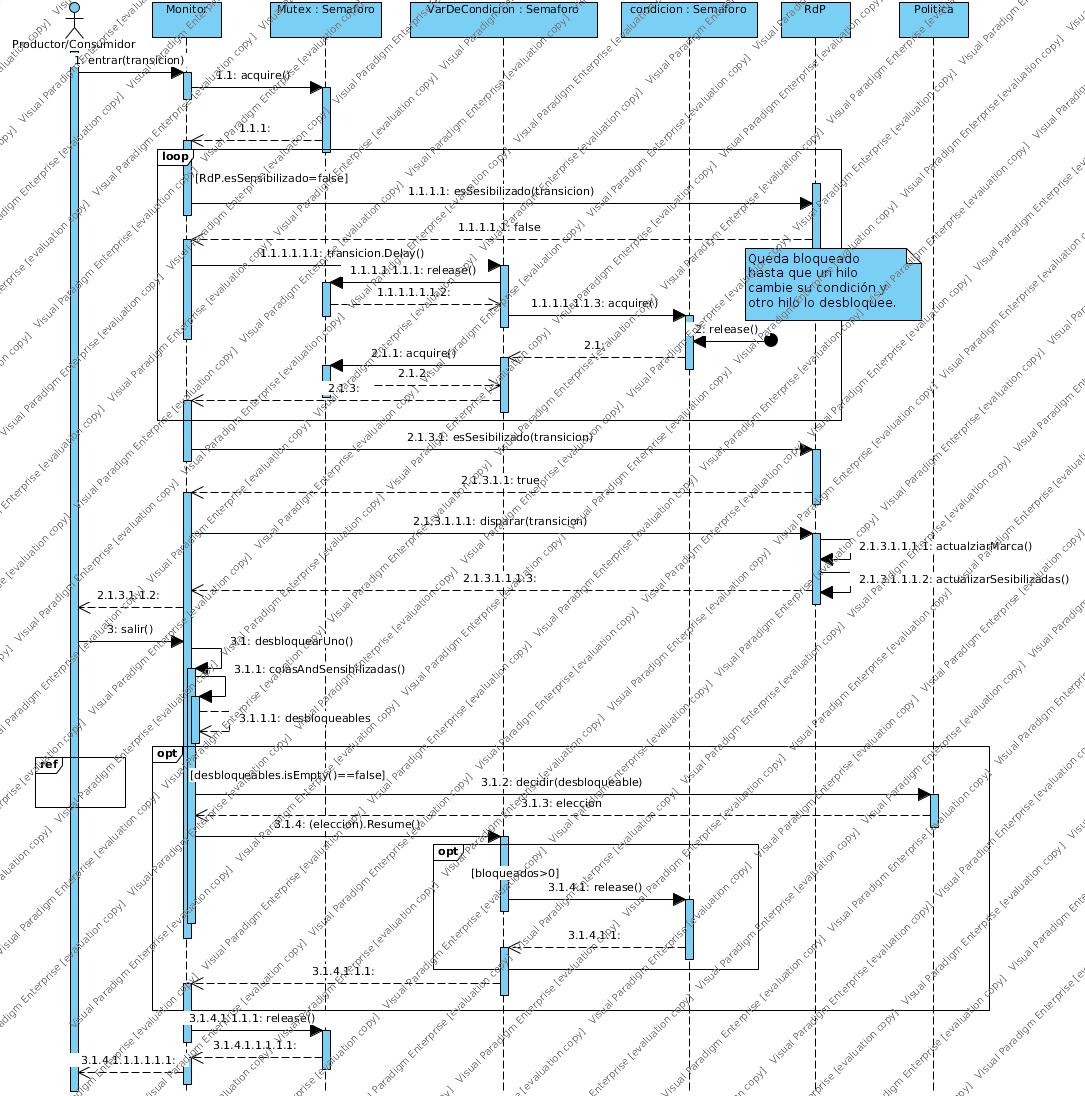 Monitor
Mutex : Semaforo
VarDeCondicion : Semaforo
condicion : Semaforo
RdP
Politica
Productor/Consumidor
1: entrar(transicion)
1.1: acquire()
1.1.1:
loop
[RdP.esSensibilizado=false]
1.1.1.1: esSesibilizado(transicion)
1.1.1.1.1: false
1.1.1.1.1.1: transicion.Delay()
Queda bloqueado
hasta que un hilo
cambie su condición y
otro hilo lo desbloquee.
1.1.1.1.1.1.1: release()
1.1.1.1.1.1.2:
1.1.1.1.1.1.3: acquire()
2: release()
2.1:
2.1.1: acquire()
2.1.2:
2.1.3:
2.1.3.1: esSesibilizado(transicion)
2.1.3.1.1: true
2.1.3.1.1.1: disparar(transicion)
2.1.3.1.1.1.1: actualziarMarca()
2.1.3.1.1.1.2: actualizarSesibilizadas()
2.1.3.1.1.1.3:
2.1.3.1.1.2:
3: salir()
3.1: desbloquearUno()
3.1.1: colasAndSensibilizadas()
3.1.1.1: desbloqueables
opt
ref
[desbloqueables.isEmpty()==false]
3.1.2: decidir(desbloqueable)
3.1.3: eleccion
3.1.4: (eleccion).Resume()
opt
[bloqueados>0]
3.1.4.1: release()
3.1.4.1.1:
3.1.4.1.1.1:
3.1.4.1.1.1.1: release()
3.1.4.1.1.1.1.1:
3.1.4.1.1.1.1.1.1:
Visual Paradigm Enterprise [evaluation copy]